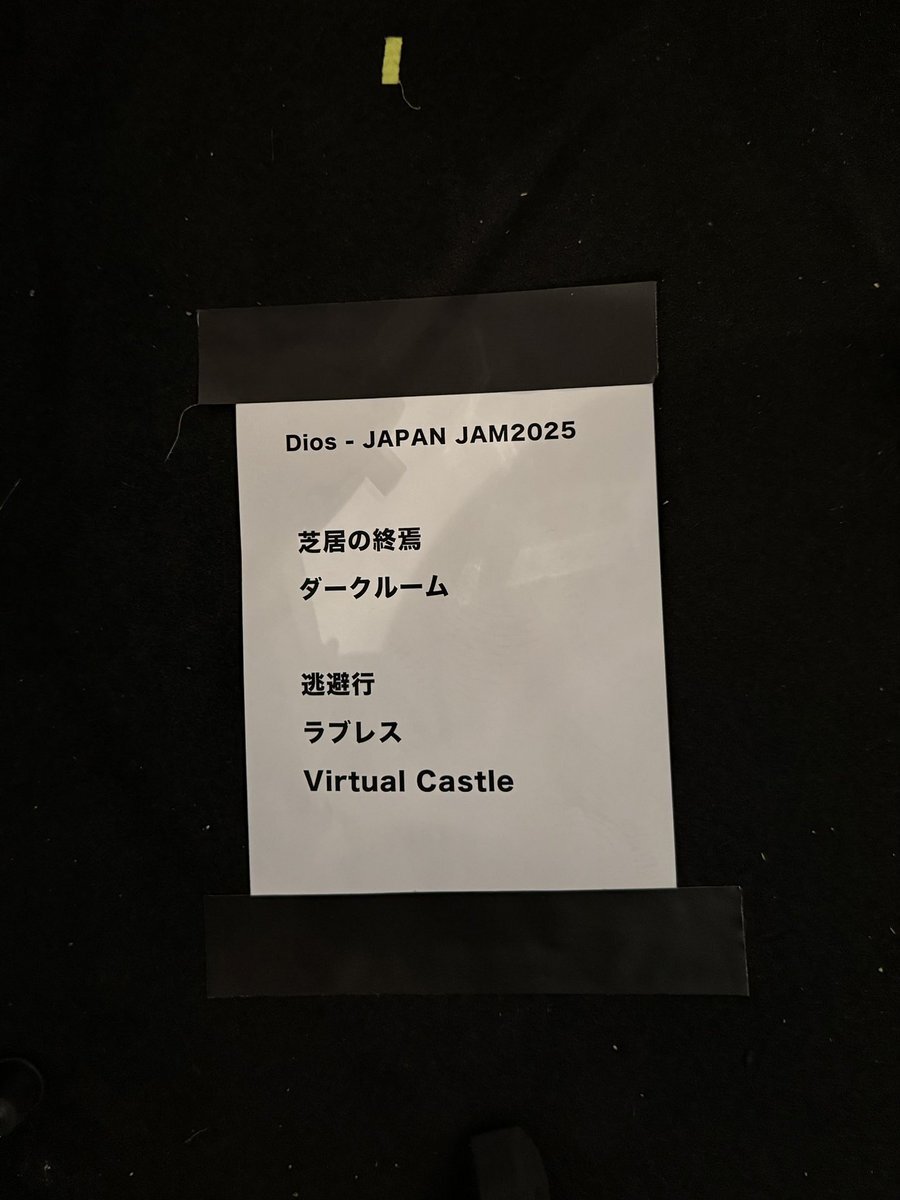 Dios - JAPAN JAM2025
芝居の終焉
ダークルーム
逃避行
ラブレス
Virtual Castle